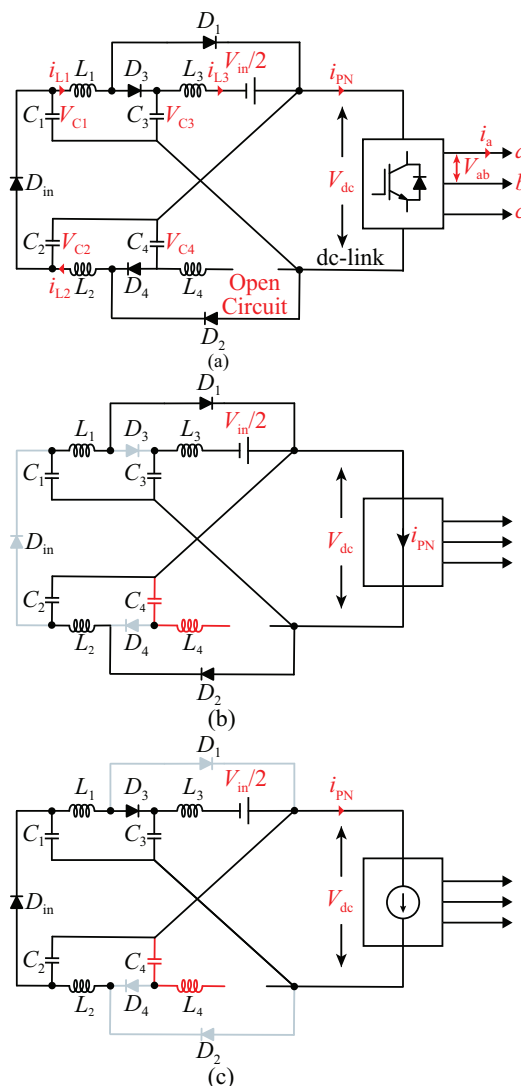 D1
iL1 L1 D3 L3 iL3 Vin/2 iPN
C1 VC1 C3 VC3
ia
Vdc Vab
Din
b
C2 VC2 C4 VC4
dc-link
iL2 L2 D4 L4 Open
Circuit
D2
(a)
D1
L1 D3 L3 Vin/2
C1 C3
Vdc iPN
Din
C2 C4
L2 D4 L4
D2
(b)
D1
L1 D3 L3 Vin/2 iPN
C1 C3
Vdc
Din
C2 C4
L2 D4 L4
D2
(c)